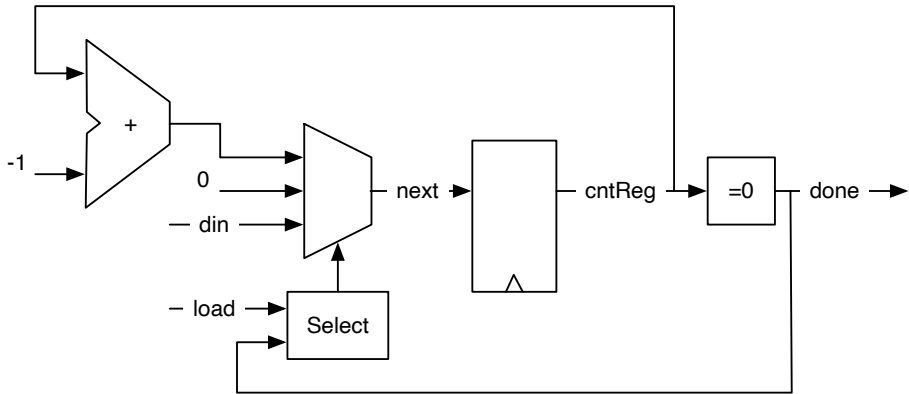 +
-1
0
din
next
cntReg
=0
done
load
Select